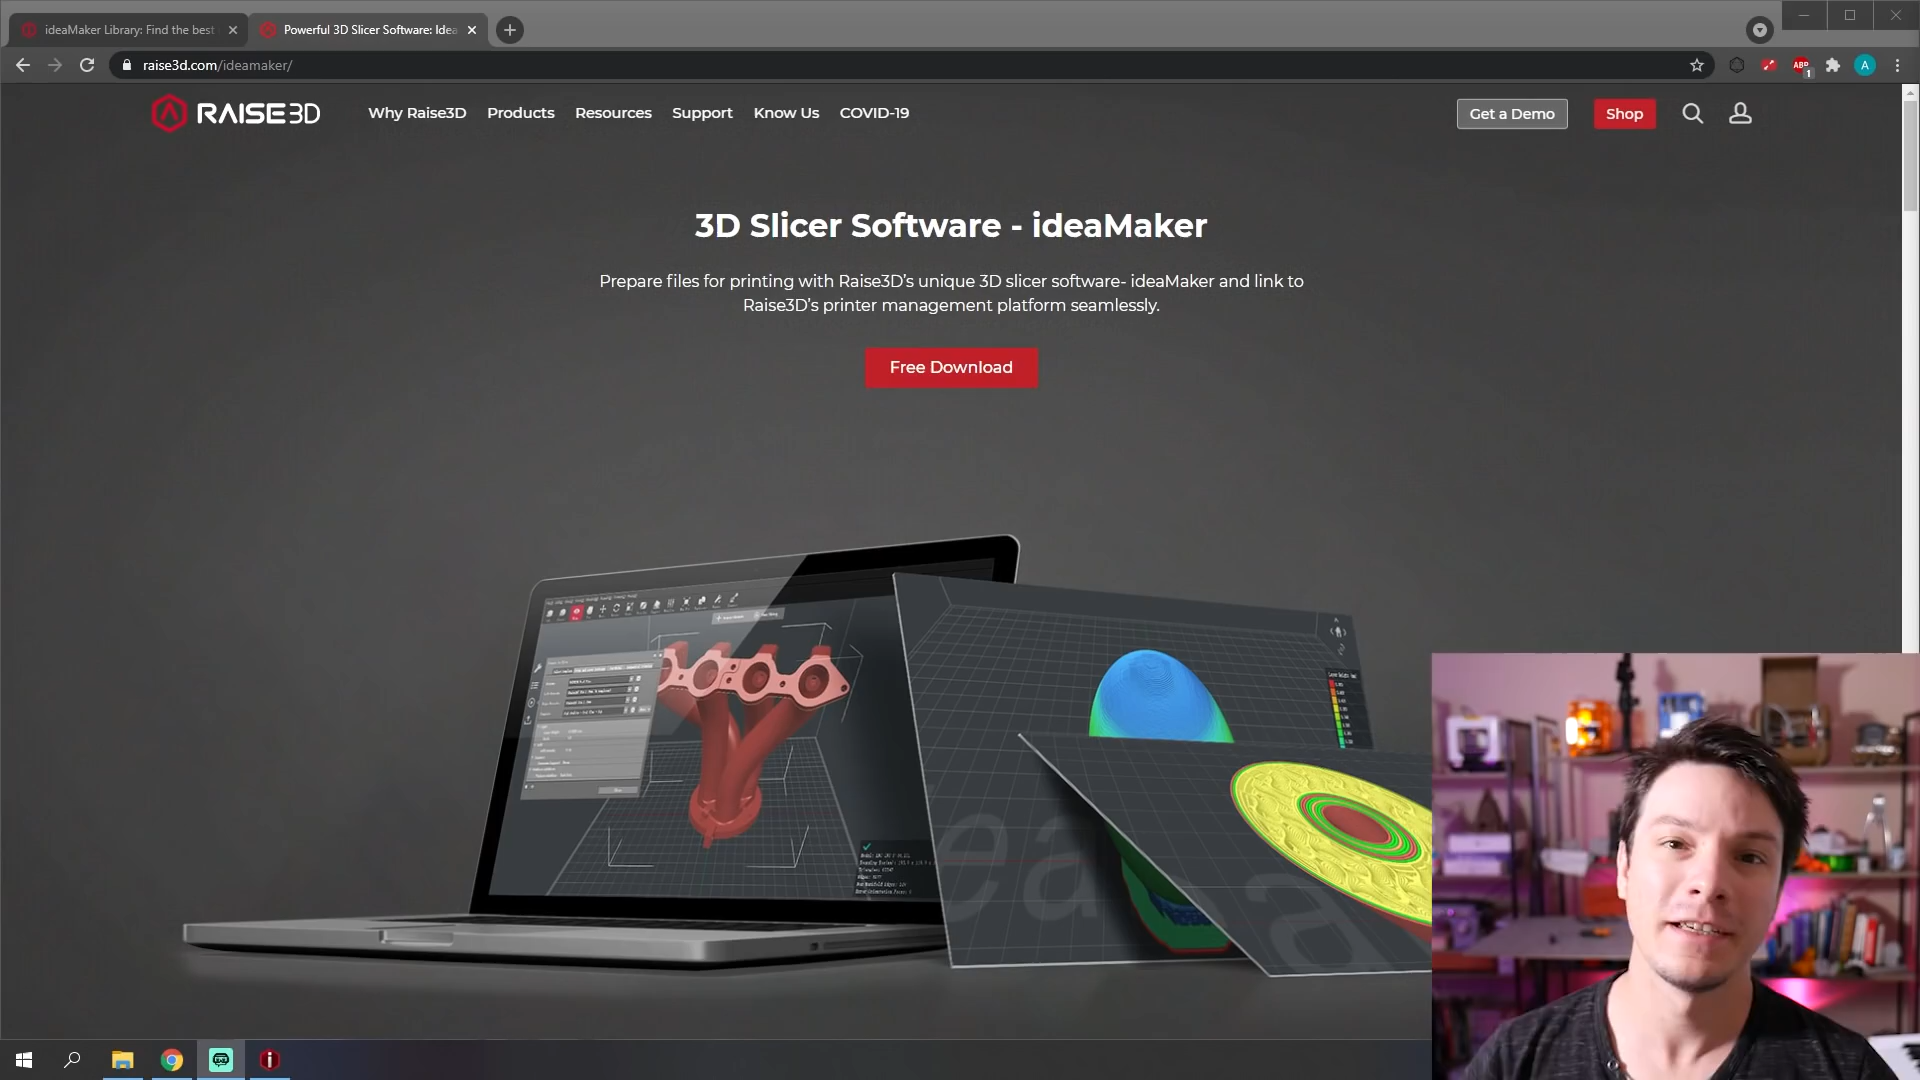 ideaMaker Library: Find the best
Powerful 3D Slicer Software: Idea
raise3d.com/ideamaker/
ABP
1
A
RAISE3D
Why Raise3D
Products
Resources
Support
Know Us
COVID-19
Get a Demo
Shop
3D Slicer Software - ideaMaker
Prepare files for printing with Raise3D’s unique 3D slicer software- ideaMaker and link to
Raise3D’s printer management platform seamlessly.
Free Download